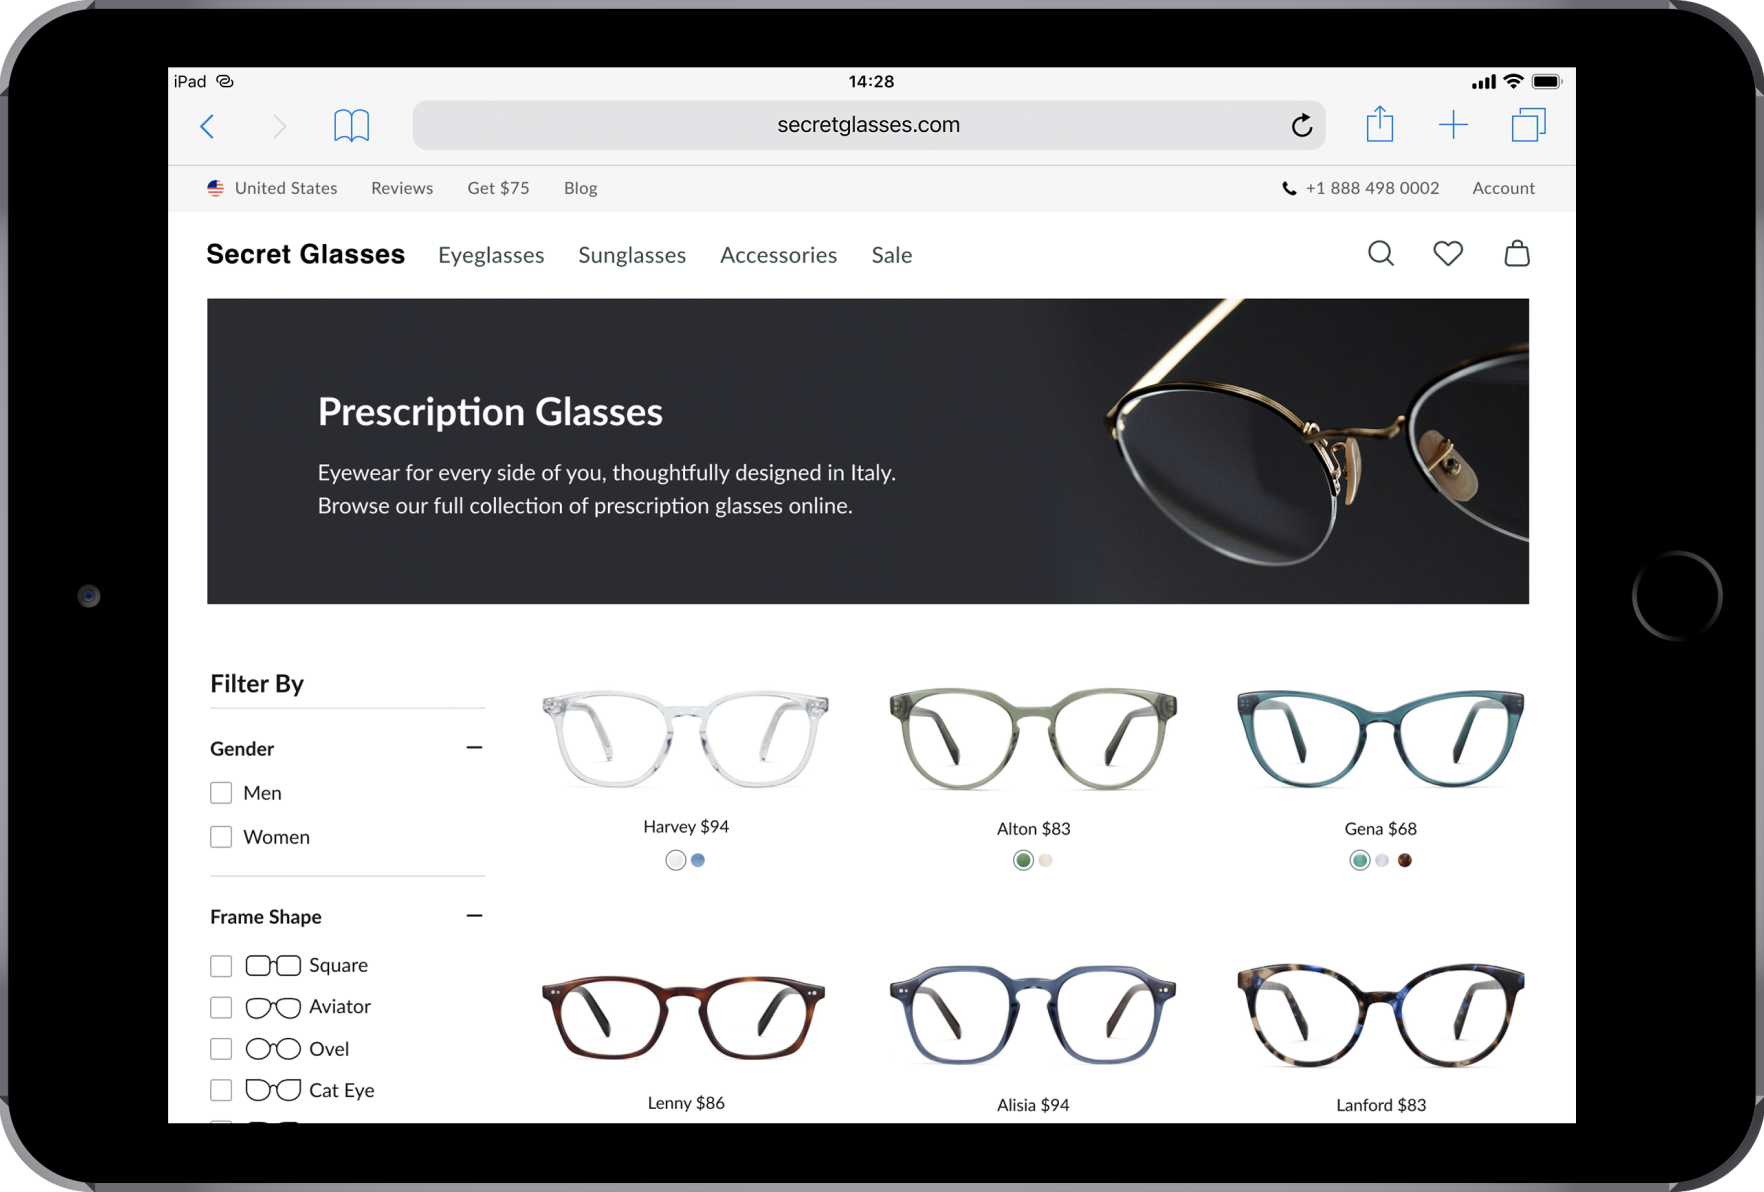 iPad
14:28
secretglasses.com
United States Reviews Get $75 Blog +1 888 498 0002 Account
Secret Glasses Eyeglasses Sunglasses Accessories Sale
Prescription Glasses
Eyewear for every side of you, thoughtfully designed in Italy.
Browse our full collection of prescription glasses online.
Filter By
Gender
Men
Women
Frame Shape
Square
Aviator
Ovel
Cat Eye
Harvey $94
Alton $83
Gena $68
Lenny $86
Alisia $94
Lanford $83